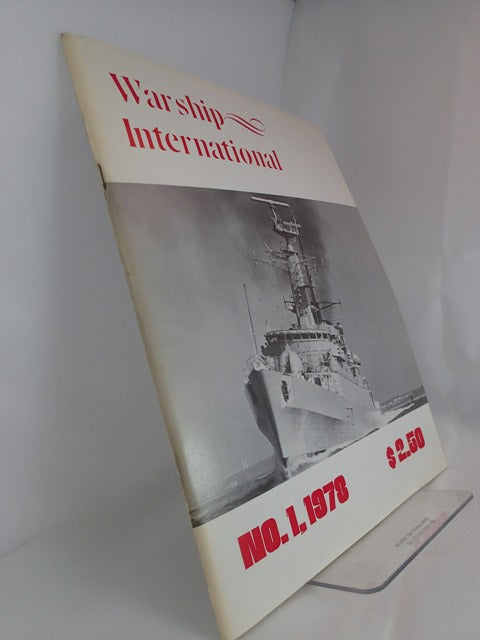 Warship
International
No. 1, 1978
$2.50